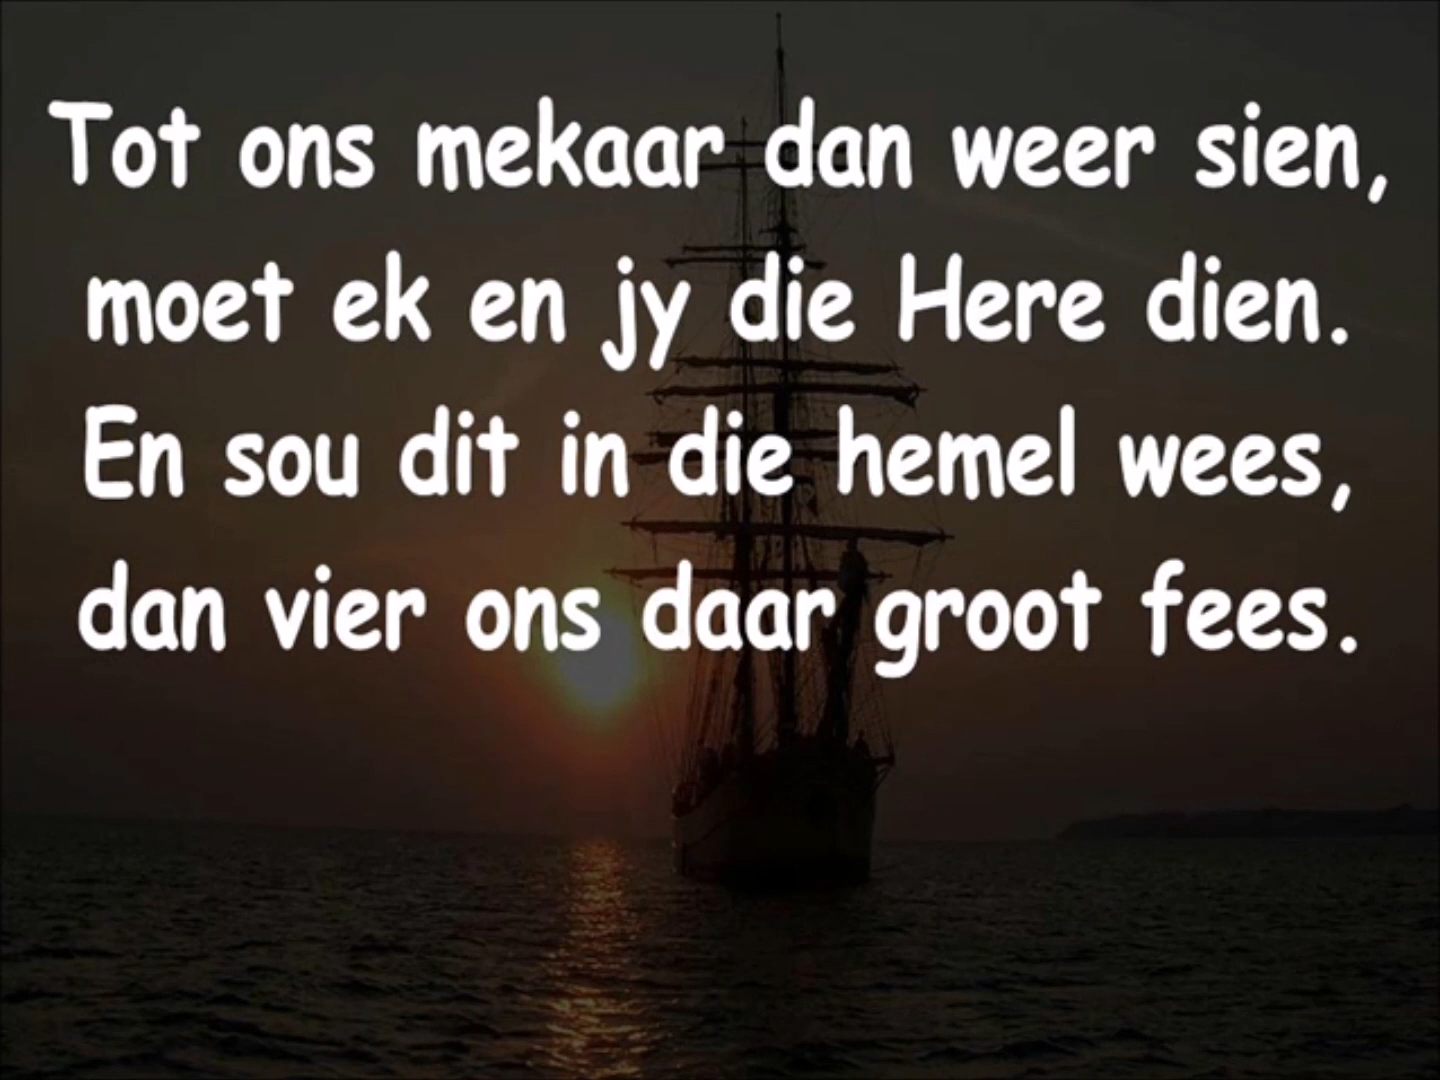 Tot ons mekaar dan weer sien,
moet ek en jy die Here dien.
En sou dit in die hemel wees,
dan vier ons daar groot fees.